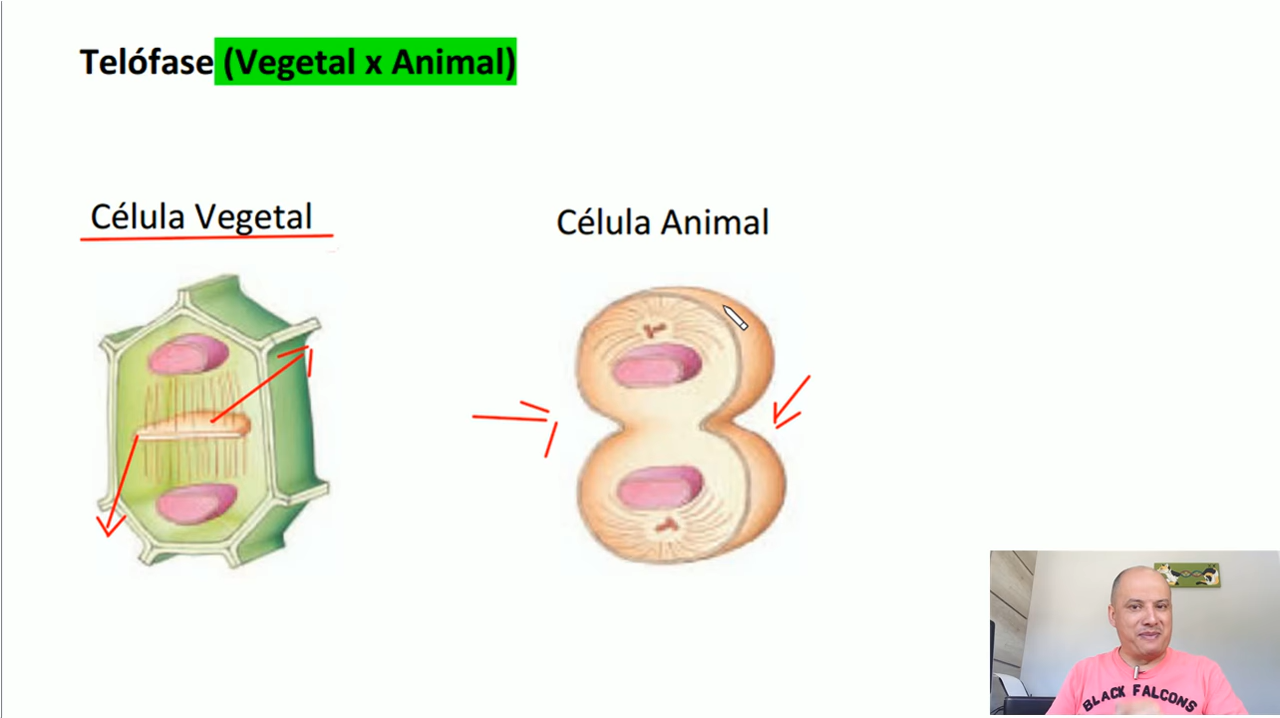 Telófase (Vegetal x Animal)
Célula Vegetal
Célula Animal
BLACK FALCONS